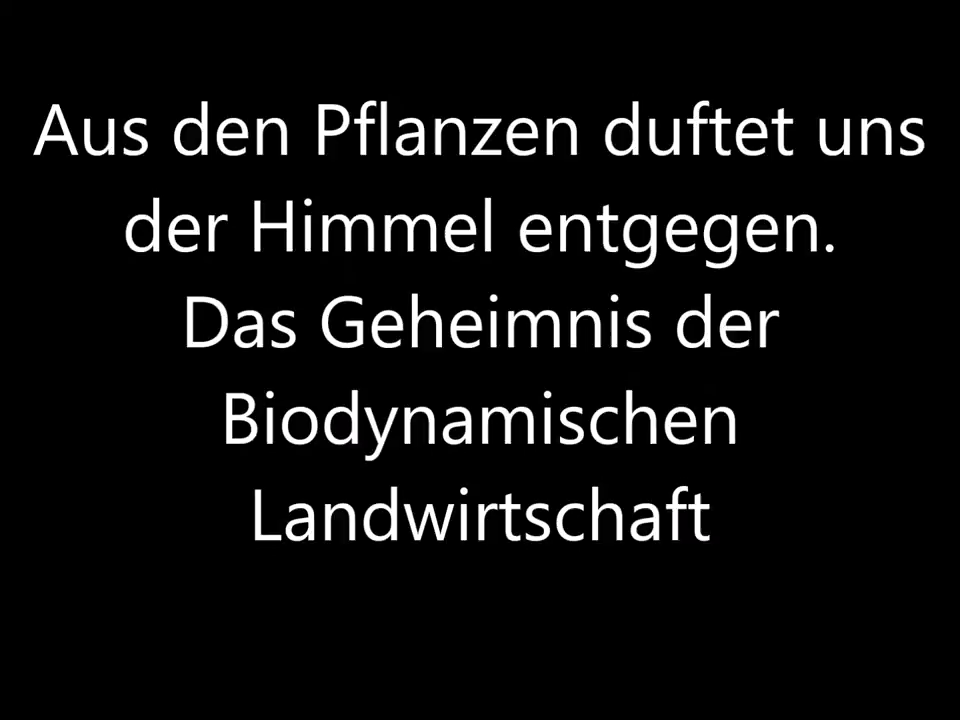 Aus den Pflanzen duftet uns
der Himmel entgegen.
Das Geheimnis der
Biodynamischen
Landwirtschaft